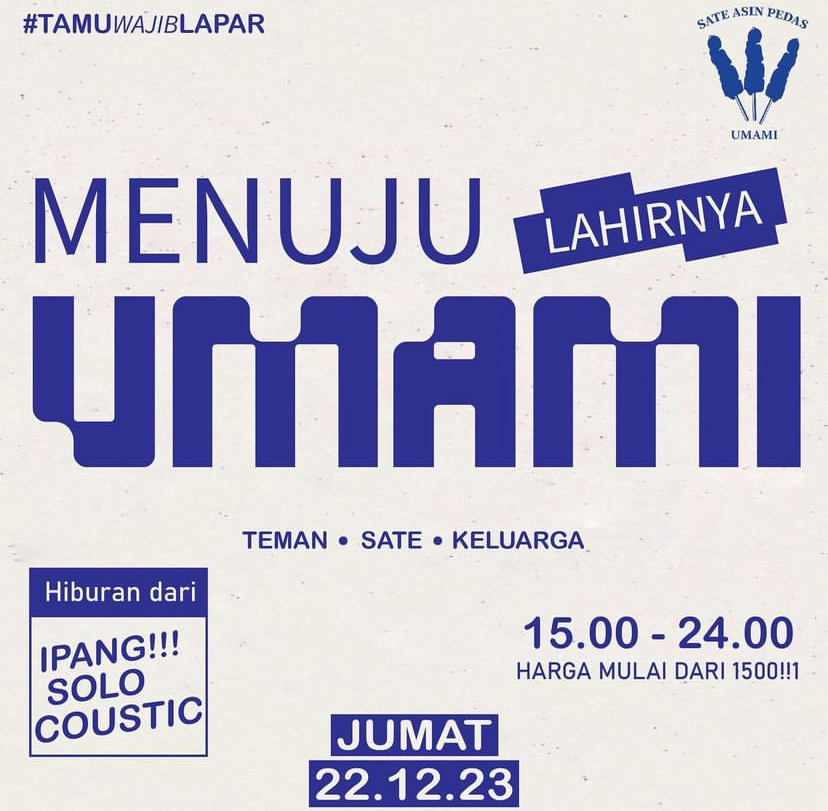 #TAMUWAJIBLAPAR
SATE ASIN PEDAS
UMAMI
MENUJU LAHIRNYA
UMAMI
TEMAN • SATE • KELUARGA
Hiburan dari
IPANG!!!
SOLO
COUSTIC
15.00 - 24.00
HARGA MULAI DARI 1500!!1
JUMAT
22.12.23